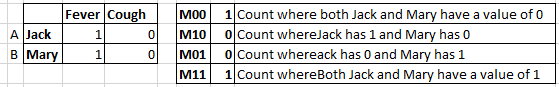 Fever Cough M00 1 Count where both Jack and Mary have a value of 0
A Jack 1 0 M10 0 Count whereJack has 1 and Mary has 0
B Mary 1 0 M01 0 Count whereack has 0 and Mary has 1
M11 1 Count whereBoth Jack and Mary have a value of 1